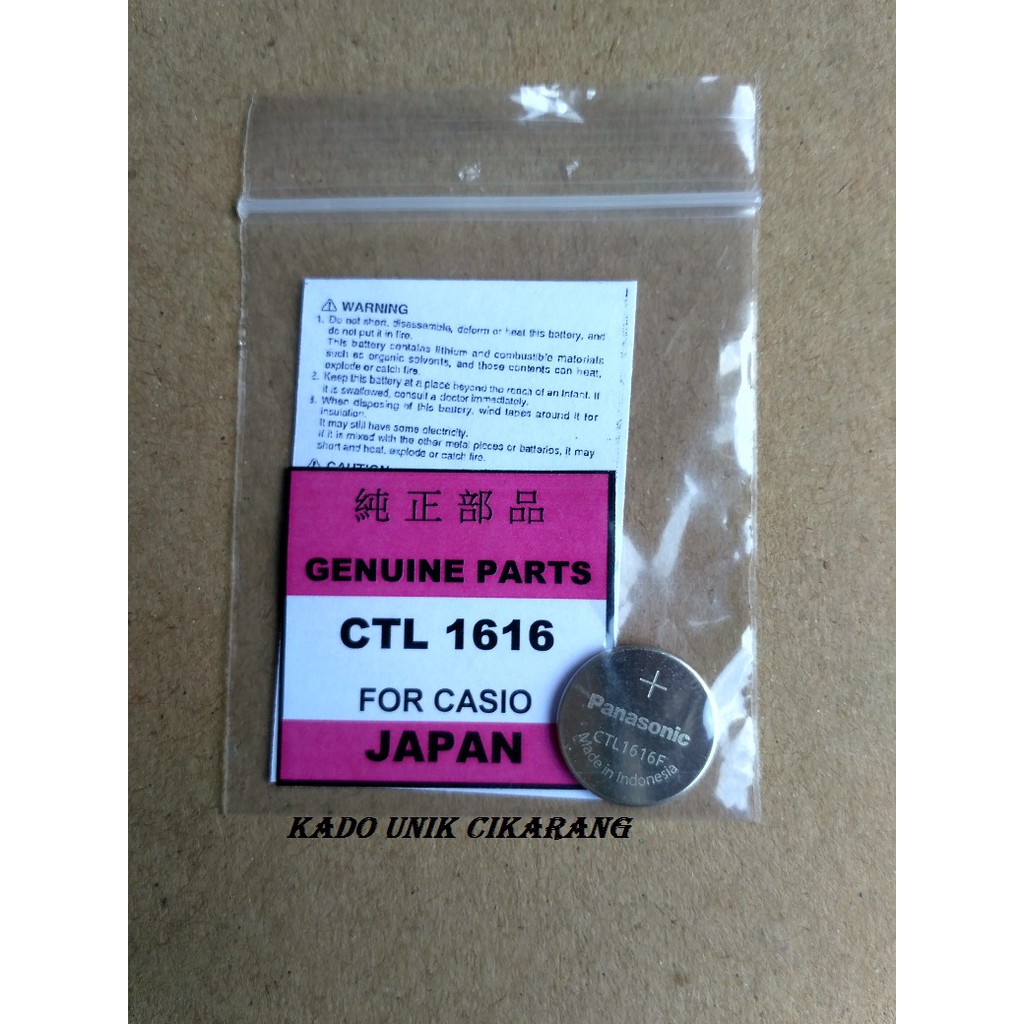 ⚠ WARNING
1. Do not short, disassemble, deform or heat this battery, and
do not put it in fire.
This battery contains lithium and combustible materials
such as organic solvents, and those contents can heat,
explode or catch fire.
2. Keep this battery at a place beyond the reach of an infant. If
it is swallowed, consult a doctor immediately.
3. When disposing of this battery, wind tapes around it for
insulation.
It may still have some electricity.
If it is mixed with the other metal pieces or batteries, it may
short and heat, explode or catch fire.
⚠ CAUTION
純正部品
GENUINE PARTS
CTL 1616
FOR CASIO
JAPAN
+
Panasonic
CTL1616F
Made in Indonesia
KADO UNIK CIKARANG